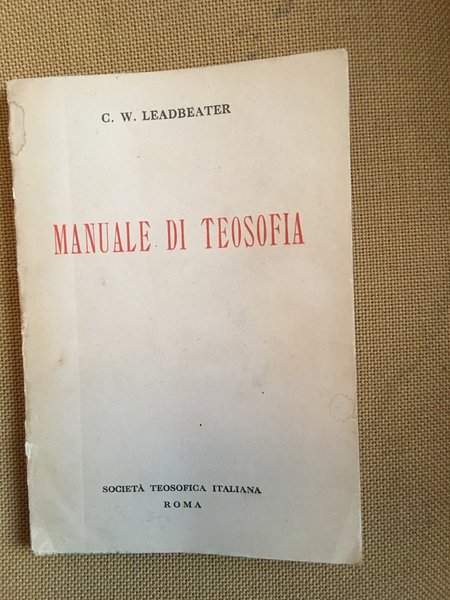 C. W. LEADBEATER
MANUALE DI TEOSOFIA
SOCIETÀ TEOSOFICA ITALIANA
ROMA